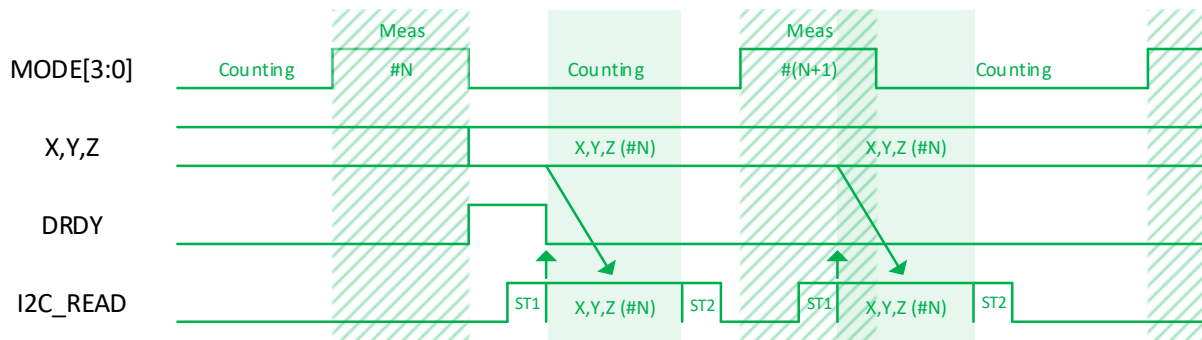 Meas Meas
MODE[3:0] Counting #N Counting #(N+1) Counting
X,Y,Z X,Y,Z (#N) X,Y,Z (#N)
DRDY
I2C_READ ST1 X,Y,Z (#N) ST2 ST1 X,Y,Z (#N) ST2